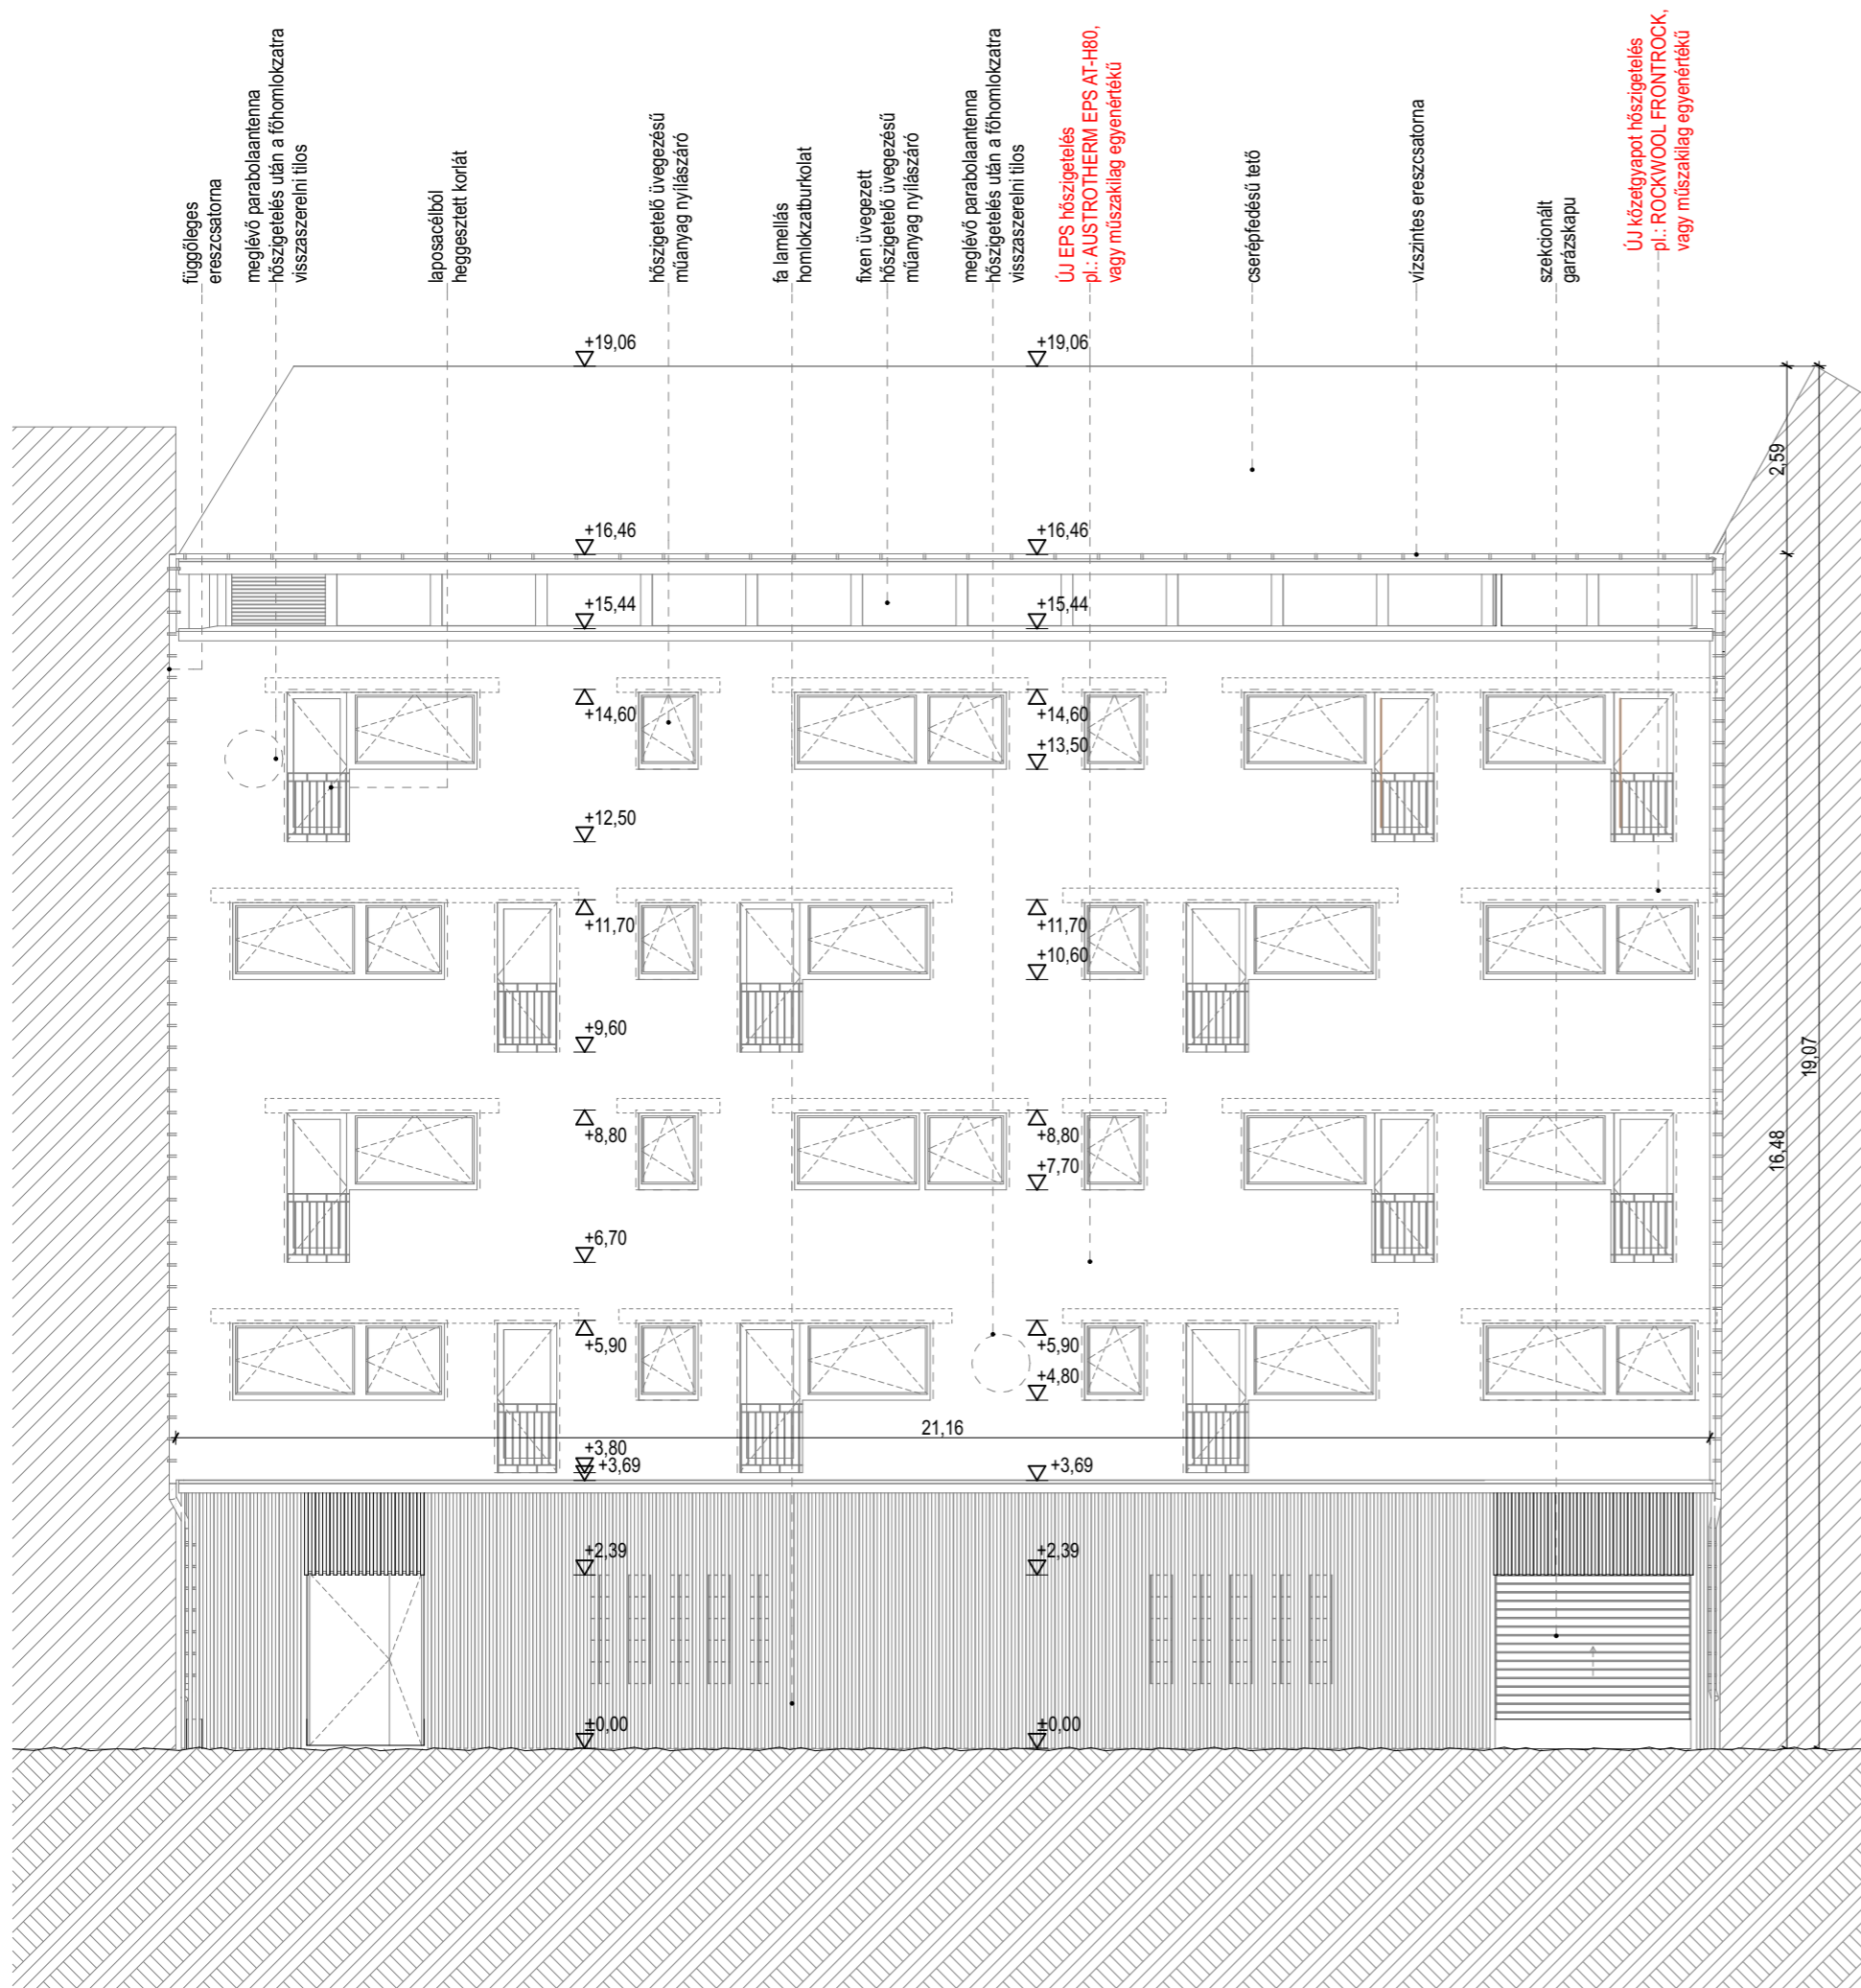 függőleges
ereszcsatorna
meglévő parabolaantenna
hőszigetelés után a főhomlokzatra
visszaszerelni tilos
laposacélból
heggesztett korlát
hőszigetelő üvegezésű
műanyag nyílászáró
fa lamellás
homlokzatburkolat
fixen üvegezett
hőszigetelő üvegezésű
műanyag nyílászáró
meglévő parabolaantenna
hőszigetelés után a főhomlokzatra
visszaszerelni tilos
ÚJ EPS hőszigetelés
pl.: AUSTROTHERM EPS AT-H80,
vagy műszakilag egyenértékű
cserépfedésű tető
vízszintes ereszcsatorna
szekcionált
garázskapu
ÚJ kőzetgyapot hőszigetelés
pl.: ROCKWOOL FRONTROCK,
vagy műszakilag egyenértékű
+19,06 +19,06
2,59
+16,46 +16,46
+15,44 +15,44
+14,60 +14,60
+13,50
+12,50
+11,70 +11,70
+10,60
+9,60
19,07
+8,80 +8,80
16,48
+7,70
+6,70
+5,90 +5,90
+4,80
21,16
+3,80
+3,69 +3,69
+2,39 +2,39
±0,00 ±0,00